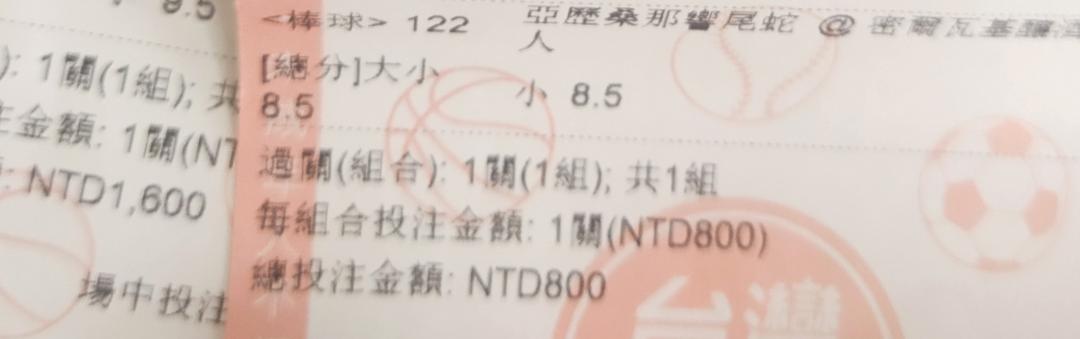 9.5
<棒球> 122 亞歷桑那響尾蛇 @ 密爾瓦基釀酒
人
[總分]大小
8.5
小 8.5
): 1關(1組); 共
過關(組合): 1關(1組); 共1組
金額: 1關(NT
每組合投注金額: 1關(NTD800)
: NTD1,600
總投注金額: NTD800
場中投注